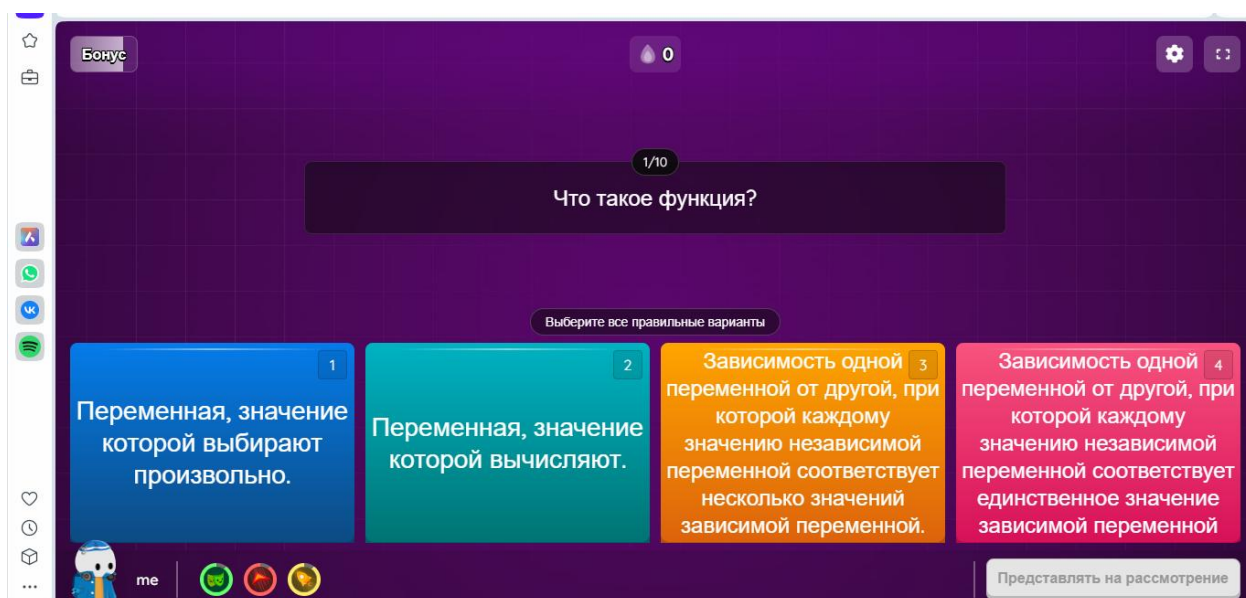 Бонус
0
1/10
Что такое функция?
Выберите все правильные варианты
1
Переменная, значение
которой выбирают
произвольно.
2
Переменная, значение
которой вычисляют.
3
Зависимость одной
переменной от другой, при
которой каждому
значению независимой
переменной соответствует
несколько значений
зависимой переменной.
4
Зависимость одной
переменной от другой, при
которой каждому
значению независимой
переменной соответствует
единственное значение
зависимой переменной
me
Представлять на рассмотрение